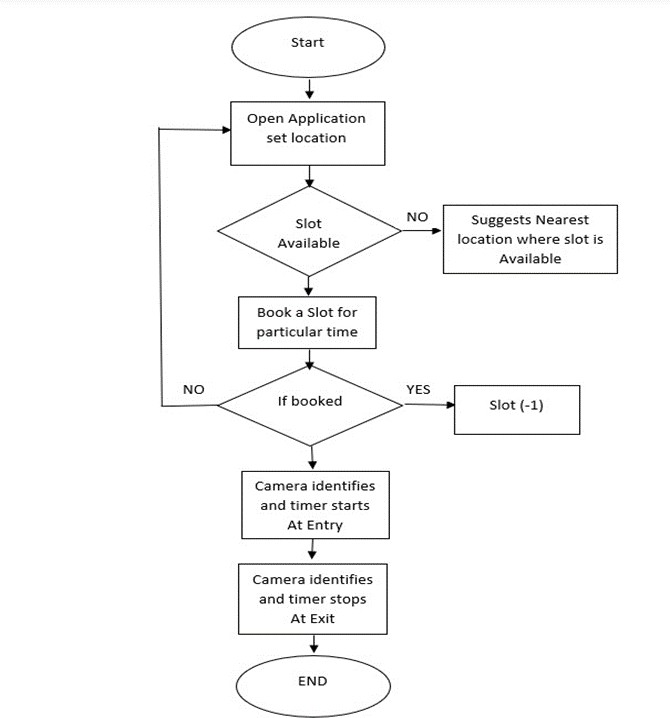 Start
Open Application
set location
Slot
Available
NO
Suggests Nearest
location where slot is
Available
Book a Slot for
particular time
NO
If booked
YES
Slot (-1)
Camera identifies
and timer starts
At Entry
Camera identifies
and timer stops
At Exit
END